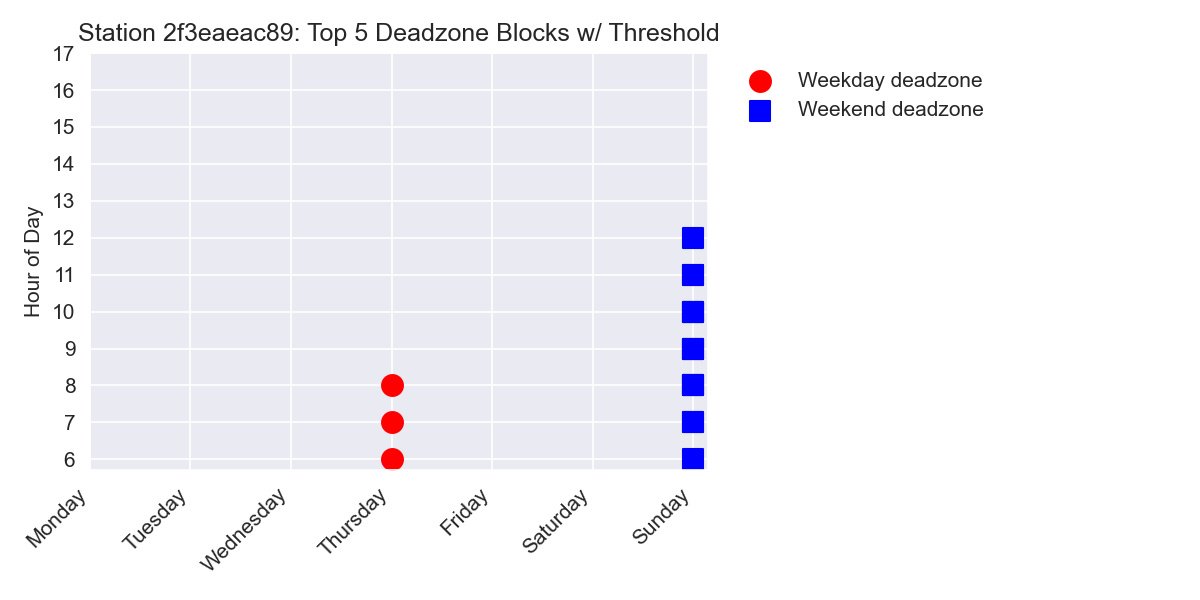 Station 2f3eaeac89: Top 5 Deadzone Blocks w/ Threshold
17
16
15
14
13
12
11
10
9
8
7
6
Hour of Day
Monday
Tuesday
Wednesday
Thursday
Friday
Saturday
Sunday
Weekday deadzone
Weekend deadzone